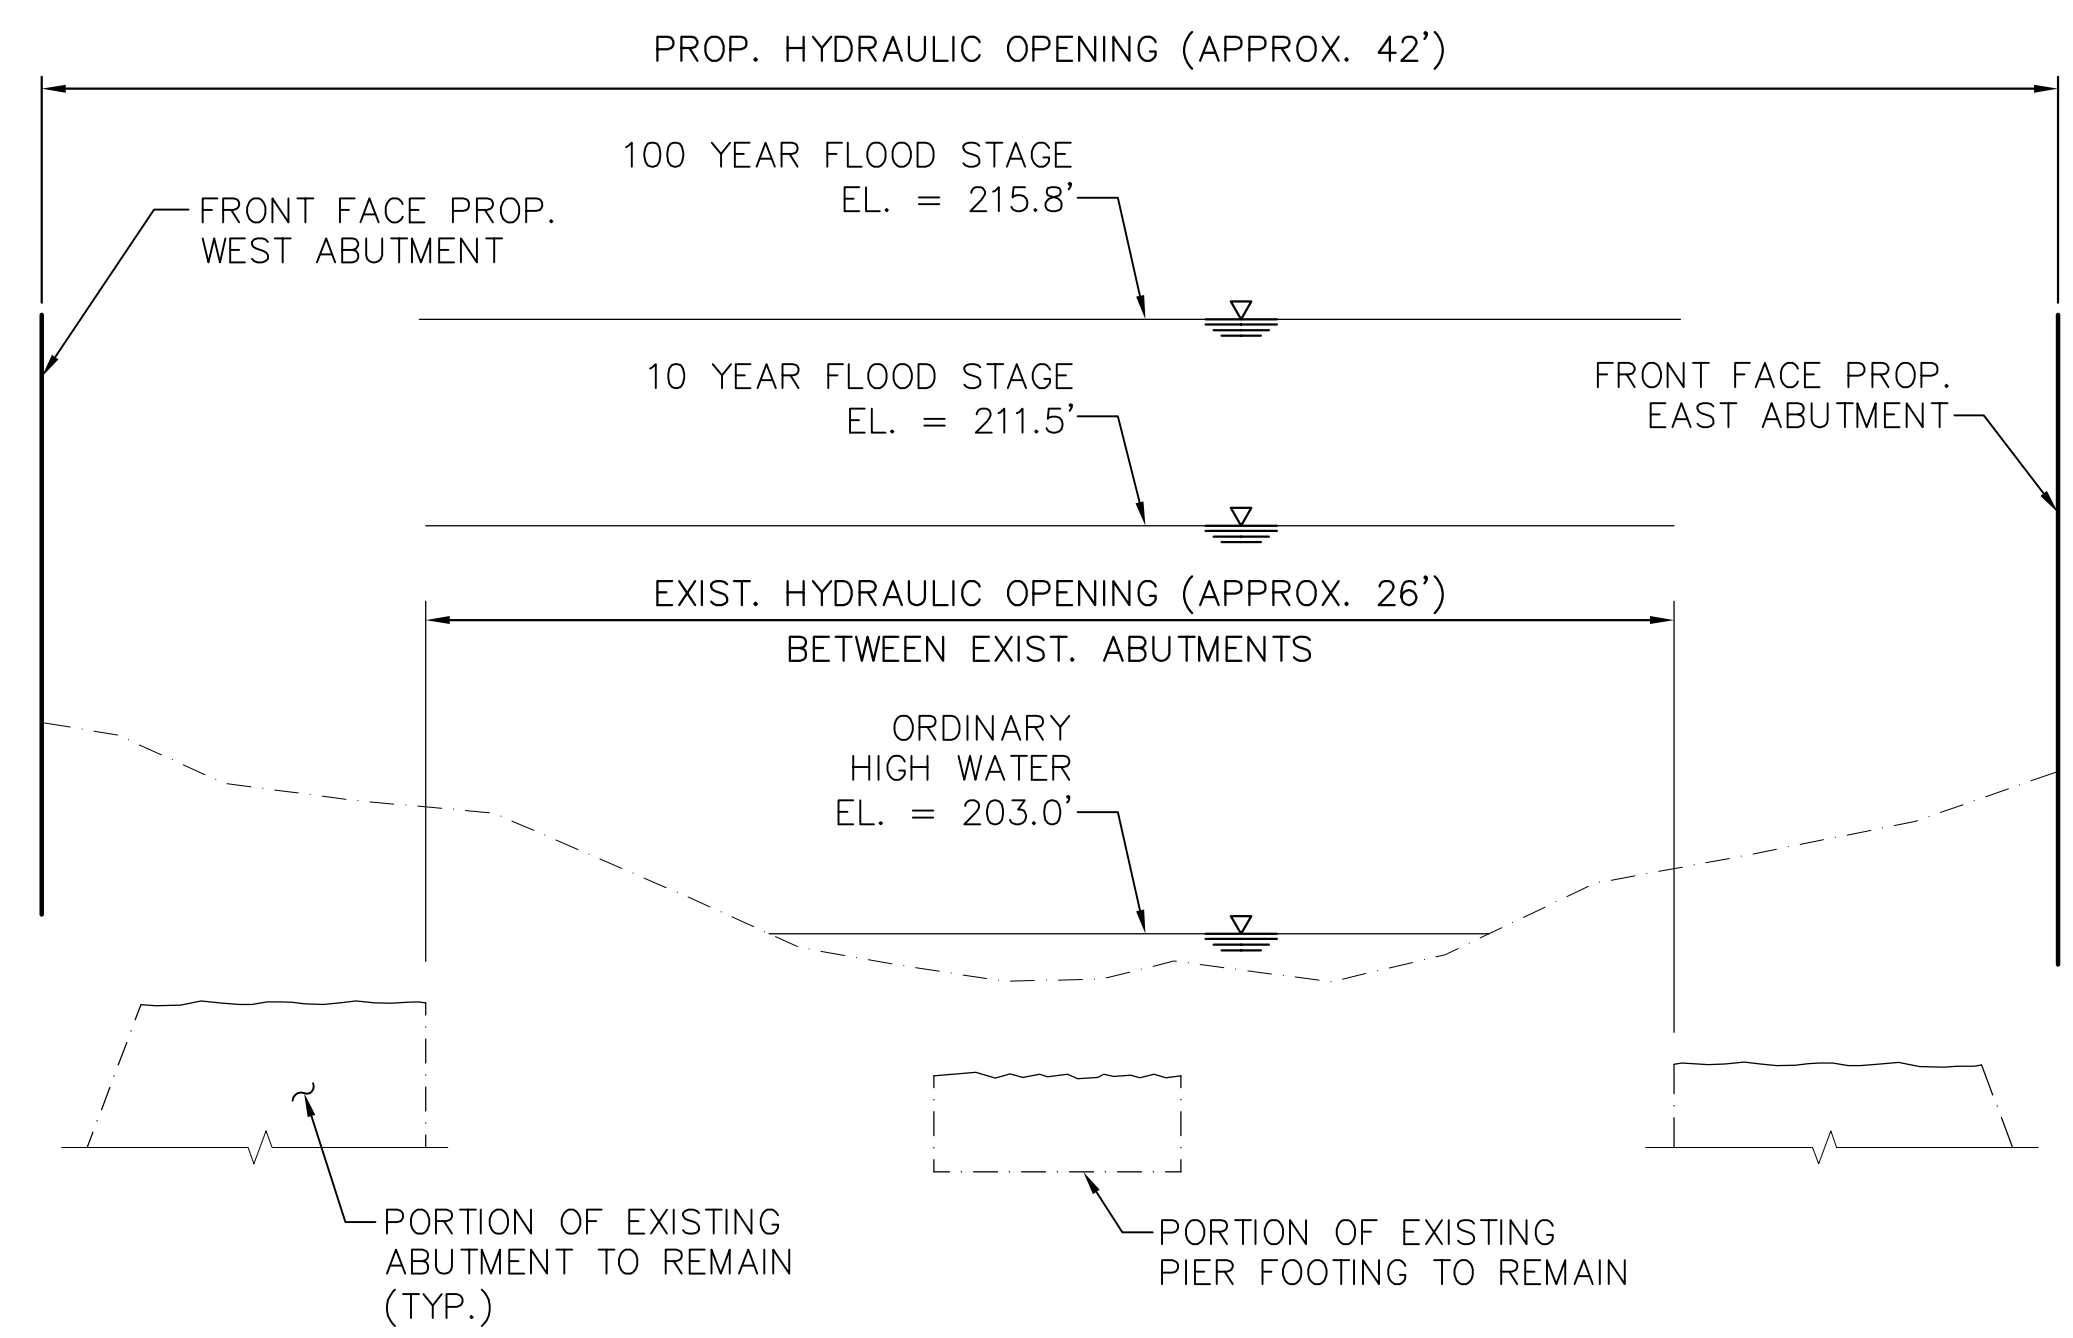 PROP. HYDRAULIC OPENING (APPROX. 42')
100 YEAR FLOOD STAGE
EL. = 215.8'
FRONT FACE PROP.
WEST ABUTMENT
10 YEAR FLOOD STAGE
EL. = 211.5'
FRONT FACE PROP.
EAST ABUTMENT
EXIST. HYDRAULIC OPENING (APPROX. 26')
BETWEEN EXIST. ABUTMENTS
ORDINARY
HIGH WATER
EL. = 203.0'
PORTION OF EXISTING
ABUTMENT TO REMAIN
(TYP.)
PORTION OF EXISTING
PIER FOOTING TO REMAIN